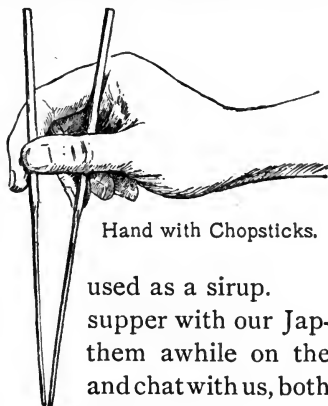 Hand with Chopsticks.
used as a sirup.
supper with our Jap-
them awhile on the
and chat with us, both